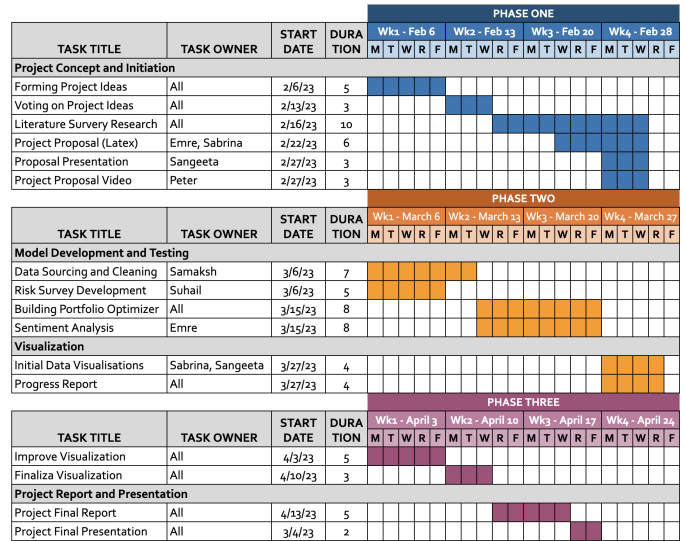 PHASE ONE
Wk1 - Feb 6 Wk2 - Feb 13 Wk3 - Feb 20 Wk4 - Feb 28
TASK TITLE TASK OWNER START DATE DURA TION M T W R F M T W R F M T W R F M T W R F
Project Concept and Initiation
Forming Project Ideas All 2/6/23 5
Voting on Project Ideas All 2/13/23 3
Literature Survery Research All 2/16/23 10
Project Proposal (Latex) Emre, Sabrina 2/22/23 6
Proposal Presentation Sangeeta 2/27/23 3
Project Proposal Video Peter 2/27/23 3
PHASE TWO
Wk1 - March 6 Wk2 - March 13 Wk3 - March 20 Wk4 - March 27
TASK TITLE TASK OWNER START DATE DURA TION M T W R F M T W R F M T W R F M T W R F
Model Development and Testing
Data Sourcing and Cleaning Samaksh 3/6/23 7
Risk Survey Development Suhail 3/6/23 5
Building Portfolio Optimizer All 3/15/23 8
Sentiment Analysis Emre 3/15/23 8
Visualization
Initial Data Visualisations Sabrina, Sangeeta 3/27/23 4
Progress Report All 3/27/23 4
PHASE THREE
Wk1 - April 3 Wk2 - April 10 Wk3 - April 17 Wk4 - April 24
TASK TITLE TASK OWNER START DATE DURA TION M T W R F M T W R F M T W R F M T W R F
Improve Visualization All 4/3/23 5
Finaliza Visualization All 4/10/23 3
Project Report and Presentation
Project Final Report All 4/13/23 5
Project Final Presentation All 3/4/23 2